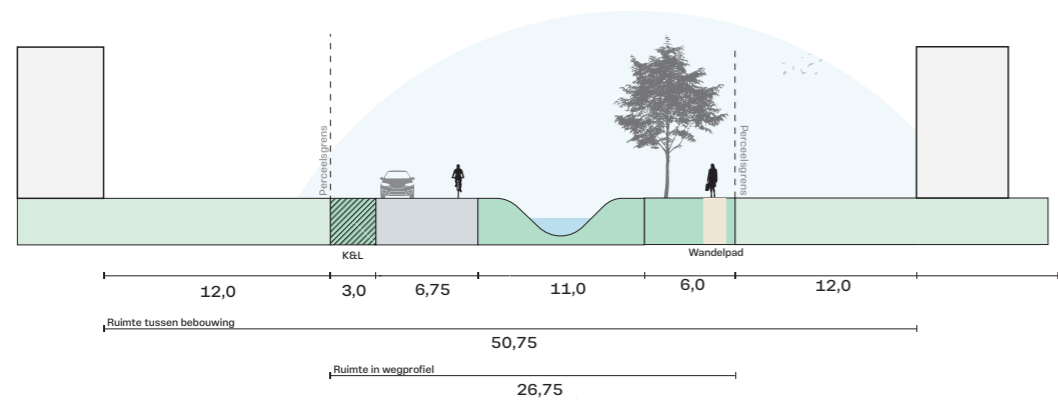 Perceelsgrens
Perceelsgrens
K&L
Wandelpad
12,0
3,0
6,75
11,0
6,0
12,0
Ruimte tussen bebouwing
50,75
Ruimte in wegprofiel
26,75